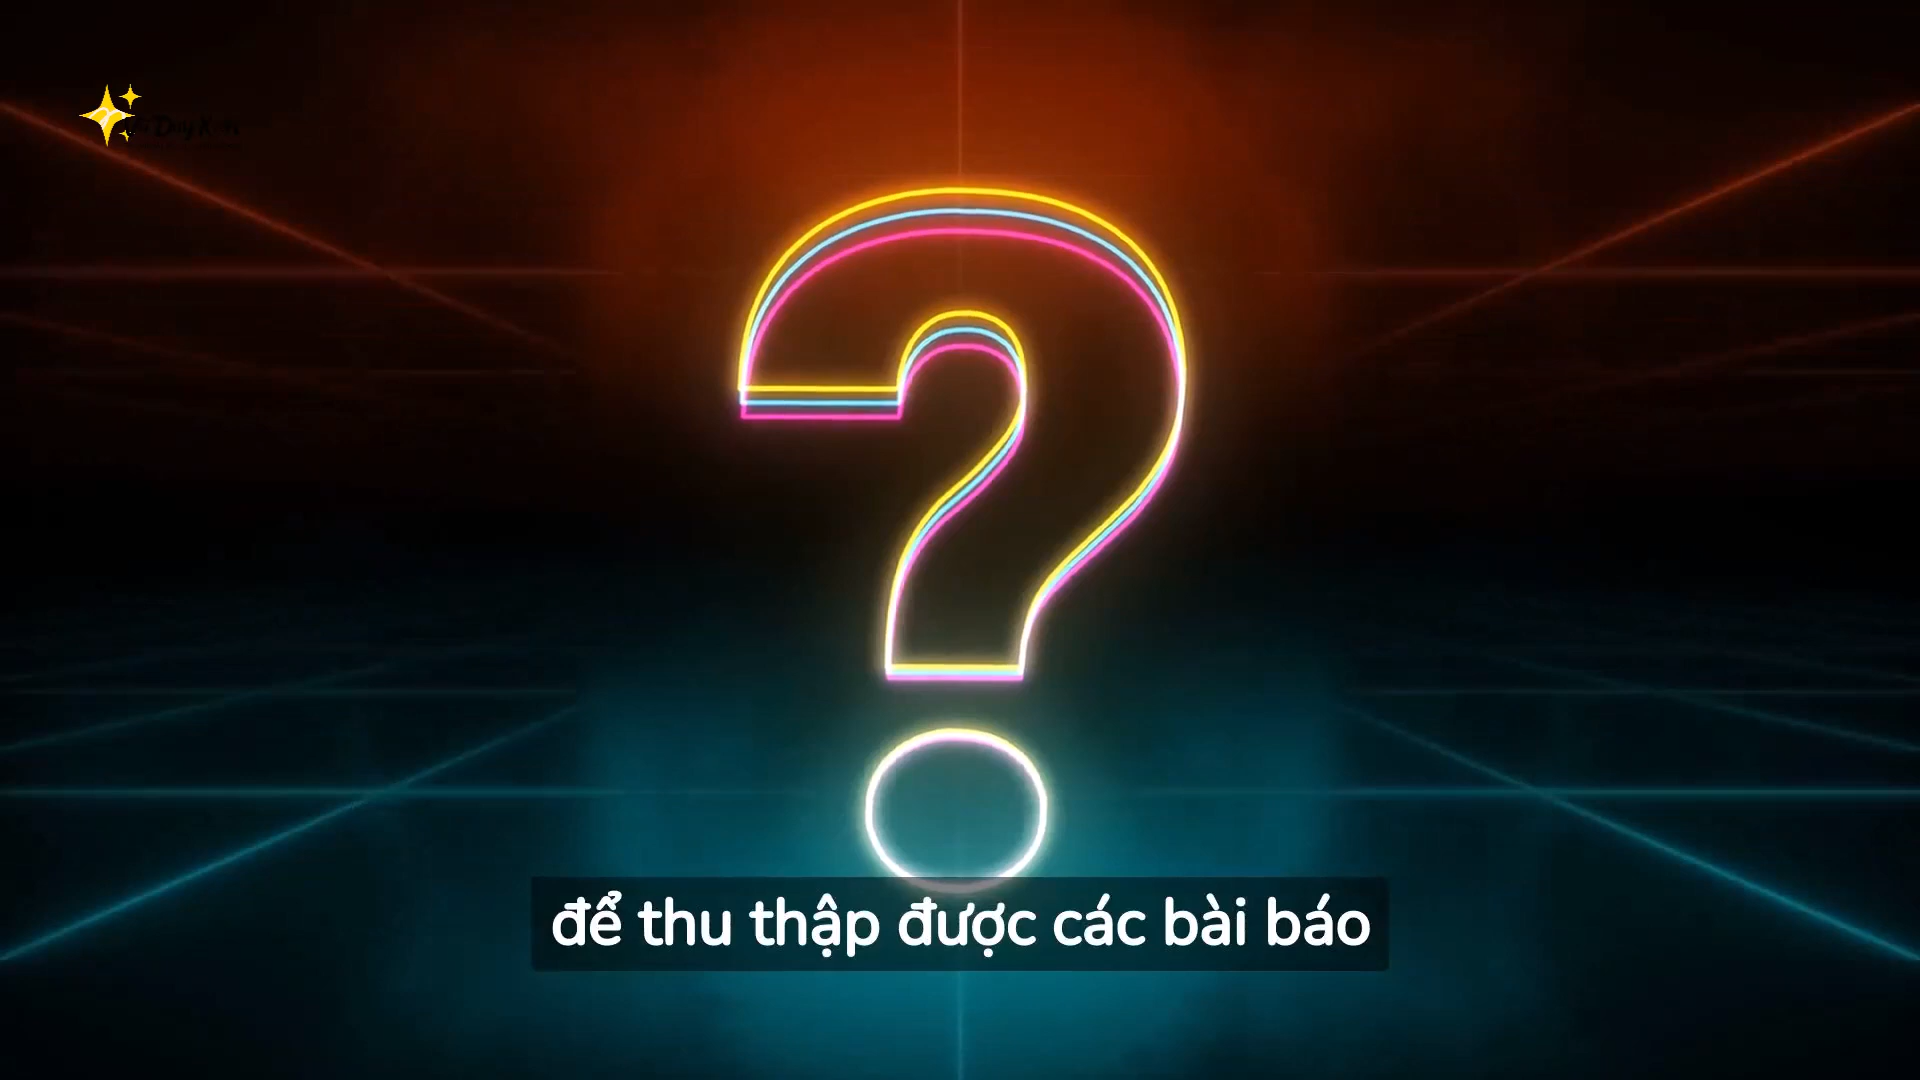 để thu thập được các bài báo